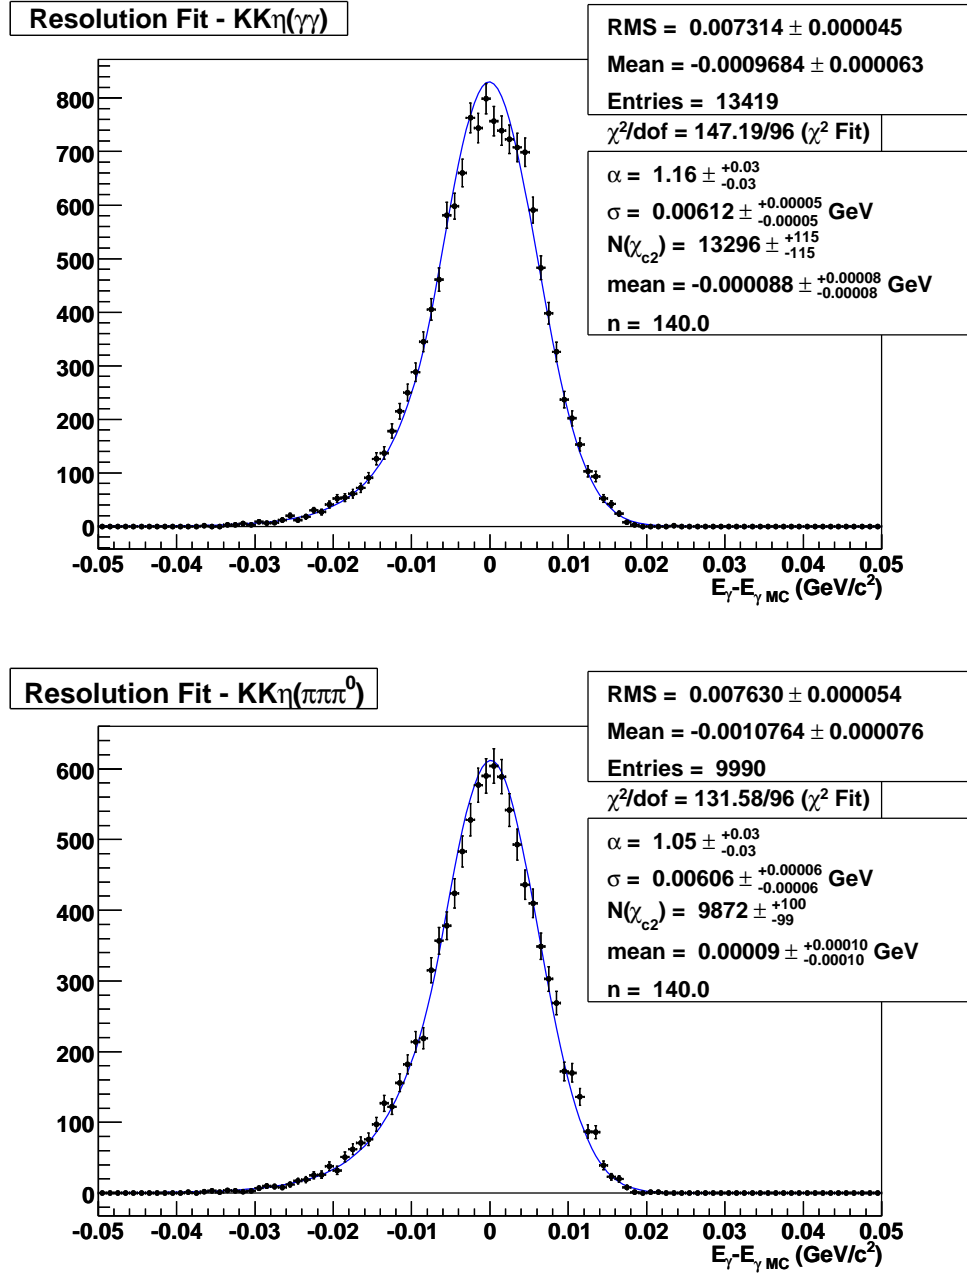 Resolution Fit - KKη(γγ)
RMS = 0.007314 ± 0.000045
Mean = -0.0009684 ± 0.000063
Entries = 13419
χ²/dof = 147.19/96 (χ² Fit)
α = 1.16 ± +0.03 -0.03
σ = 0.00612 ± +0.00005 -0.00005 GeV
N(χc2) = 13296 ± +115 -115
mean = -0.000088 ± +0.00008 -0.00008 GeV
n = 140.0
800
700
600
500
400
300
200
100
0
-0.05 -0.04 -0.03 -0.02 -0.01 0 0.01 0.02 0.03 0.04 0.05
Eγ-Eγ MC (GeV/c²)
Resolution Fit - KKη(πππ⁰)
RMS = 0.007630 ± 0.000054
Mean = -0.0010764 ± 0.000076
Entries = 9990
χ²/dof = 131.58/96 (χ² Fit)
α = 1.05 ± +0.03 -0.03
σ = 0.00606 ± +0.00006 -0.00006 GeV
N(χc2) = 9872 ± +100 -99
mean = 0.00009 ± +0.00010 -0.00010 GeV
n = 140.0
600
500
400
300
200
100
0
-0.05 -0.04 -0.03 -0.02 -0.01 0 0.01 0.02 0.03 0.04 0.05
Eγ-Eγ MC (GeV/c²)